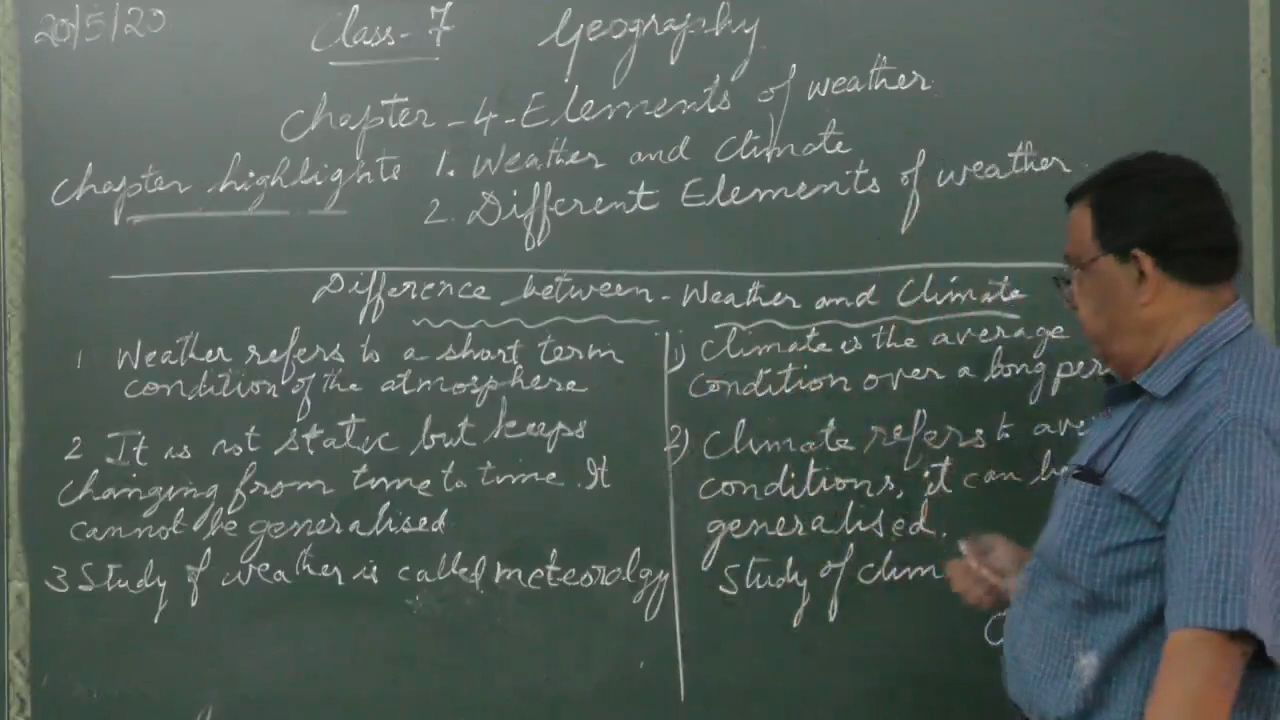 20/5/20 Class-7 Geography
Chapter-4-Elements of weather
Chapter highlights 1. Weather and Climate
2. Different Elements of weather
Difference between-Weather and Climate
1 Weather refers to a short term
condition of the atmosphere
2 It is not static but keeps
changing from time to time. It
cannot be generalised
3 Study of weather is called meteorolgy
1) Climate is the average
condition over a long
2) Climate refers to
conditions, it can be
generalised.
Study of